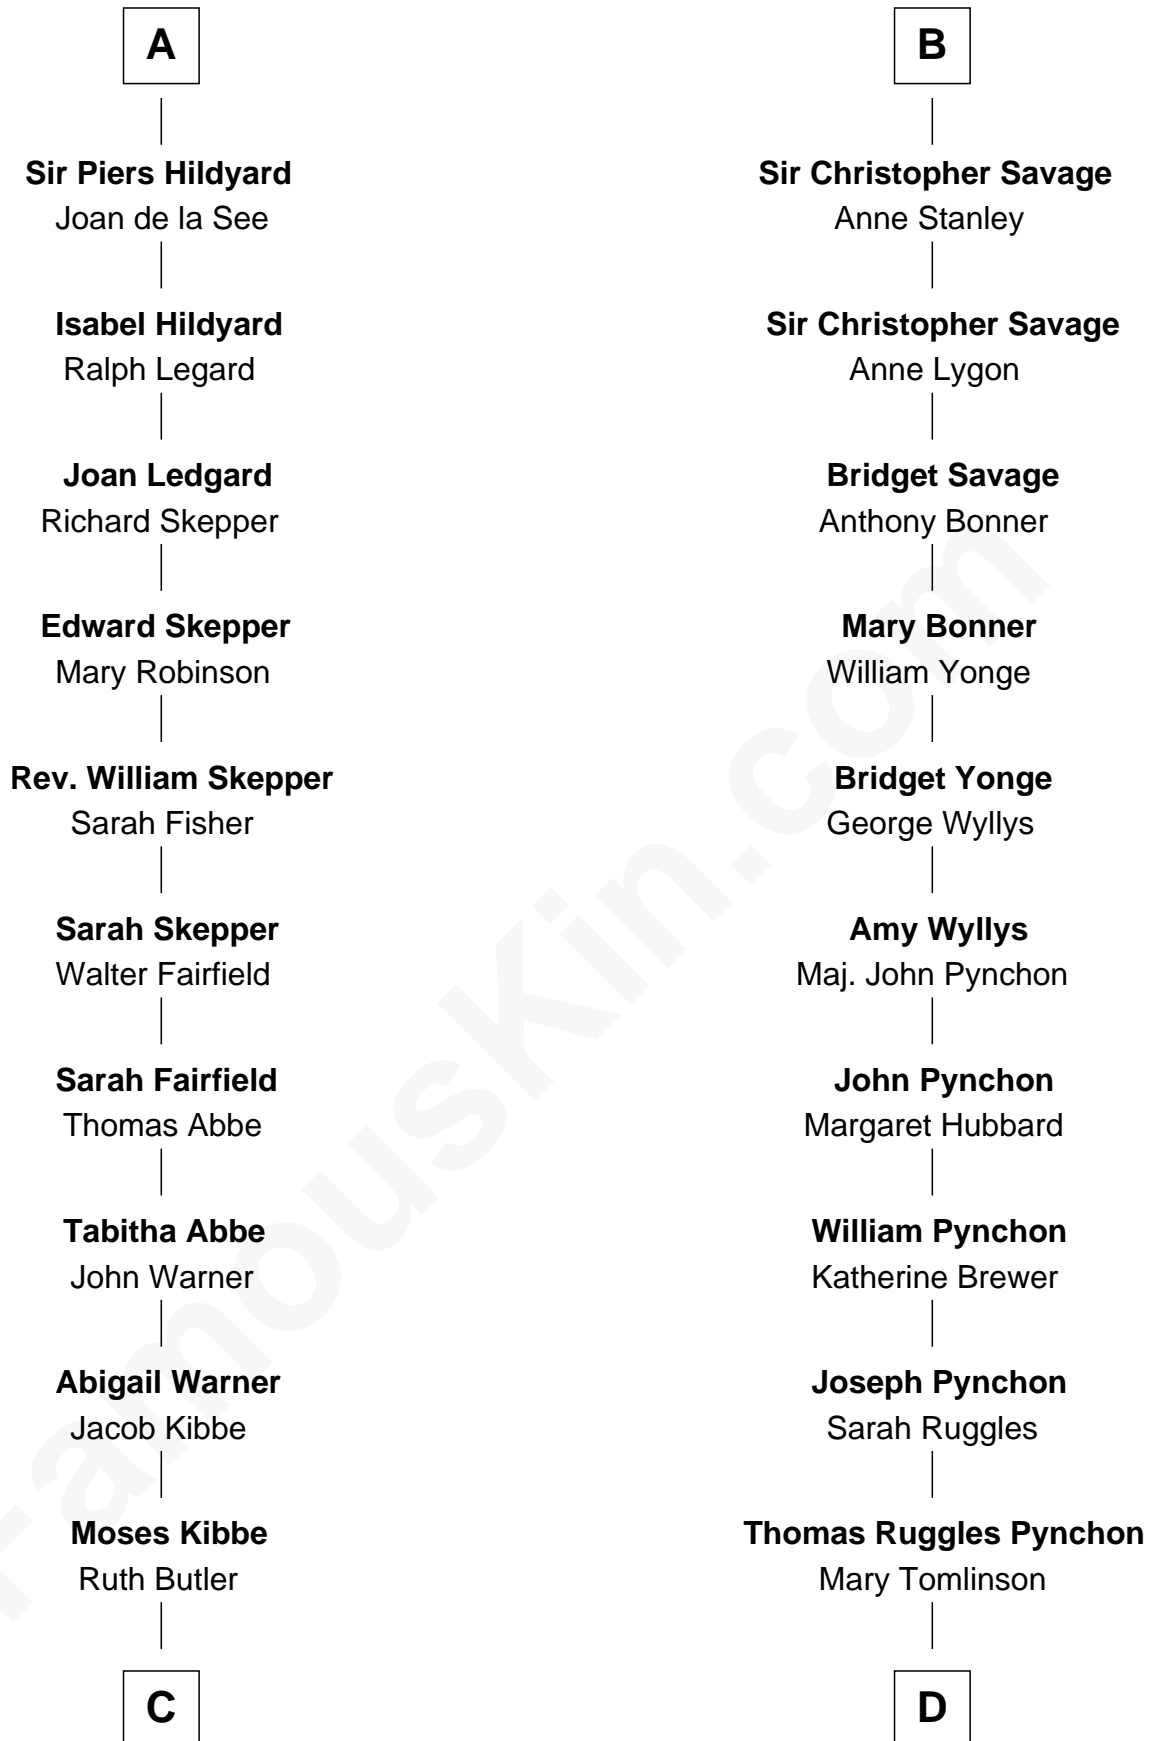 A
Sir Piers Hildyard
Joan de la See
Isabel Hildyard
Ralph Legard
Joan Ledgard
Richard Skepper
Edward Skepper
Mary Robinson
Rev. William Skepper
Sarah Fisher
Sarah Skepper
Walter Fairfield
Sarah Fairfield
Thomas Abbe
Tabitha Abbe
John Warner
Abigail Warner
Jacob Kibbe
Moses Kibbe
Ruth Butler
C
B
Sir Christopher Savage
Anne Stanley
Sir Christopher Savage
Anne Lygon
Bridget Savage
Anthony Bonner
Mary Bonner
William Yonge
Bridget Yonge
George Wyllys
Amy Wyllys
Maj. John Pynchon
John Pynchon
Margaret Hubbard
William Pynchon
Katherine Brewer
Joseph Pynchon
Sarah Ruggles
Thomas Ruggles Pynchon
Mary Tomlinson
D
FamousKin.com